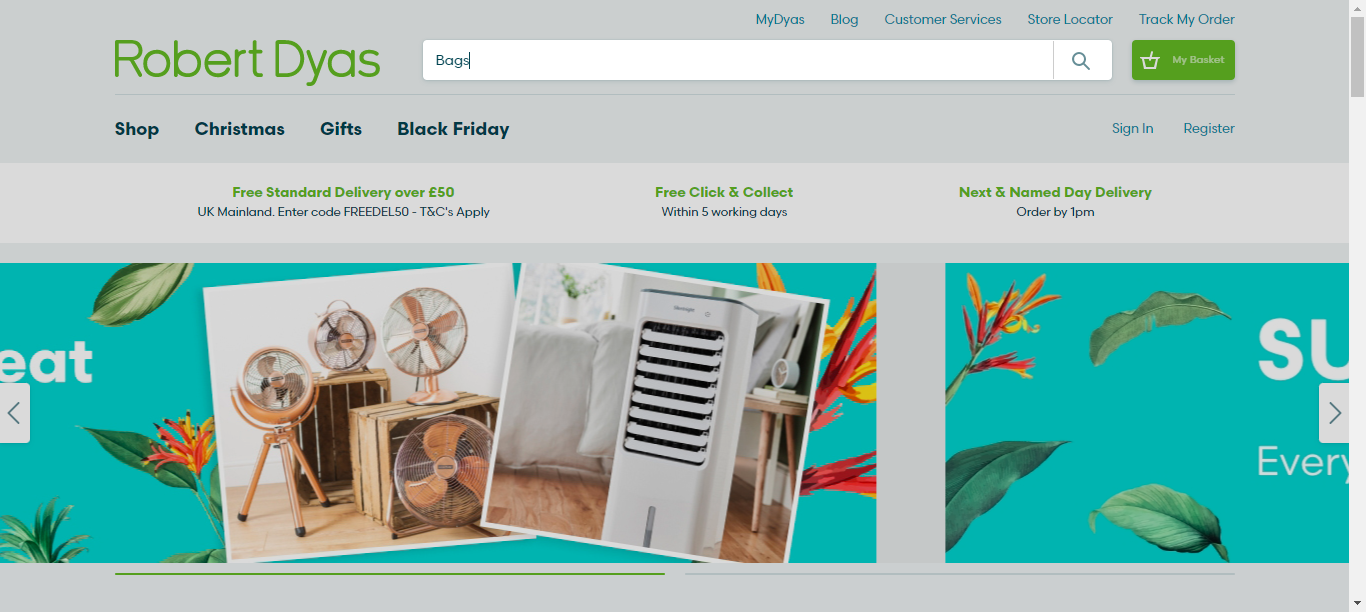 MyDyas Blog Customer Services Store Locator Track My Order
Robert Dyas
Bags
My Basket
Shop Christmas Gifts Black Friday
Sign In Register
Free Standard Delivery over £50
UK Mainland. Enter code FREEDEL50 - T&C's Apply
Free Click & Collect
Within 5 working days
Next & Named Day Delivery
Order by 1pm
eat
SU
Every